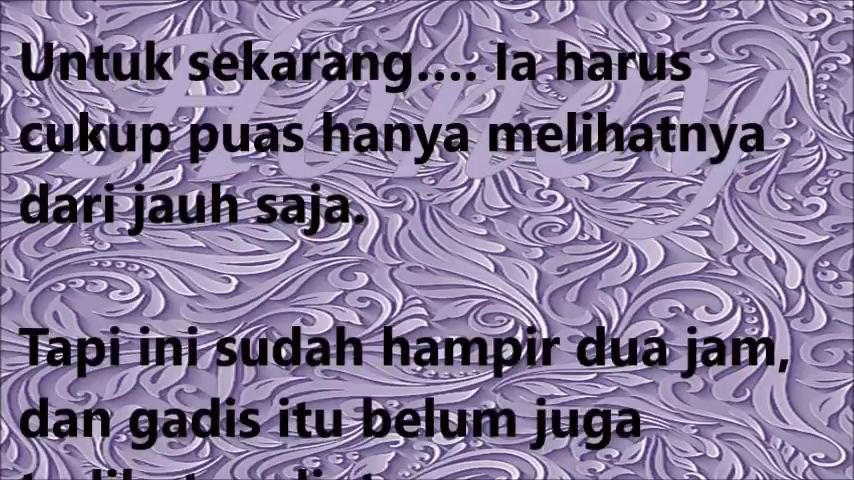 Honey
Untuk sekarang.... Ia harus
cukup puas hanya melihatnya
dari jauh saja.
Tapi ini sudah hampir dua jam,
dan gadis itu belum juga